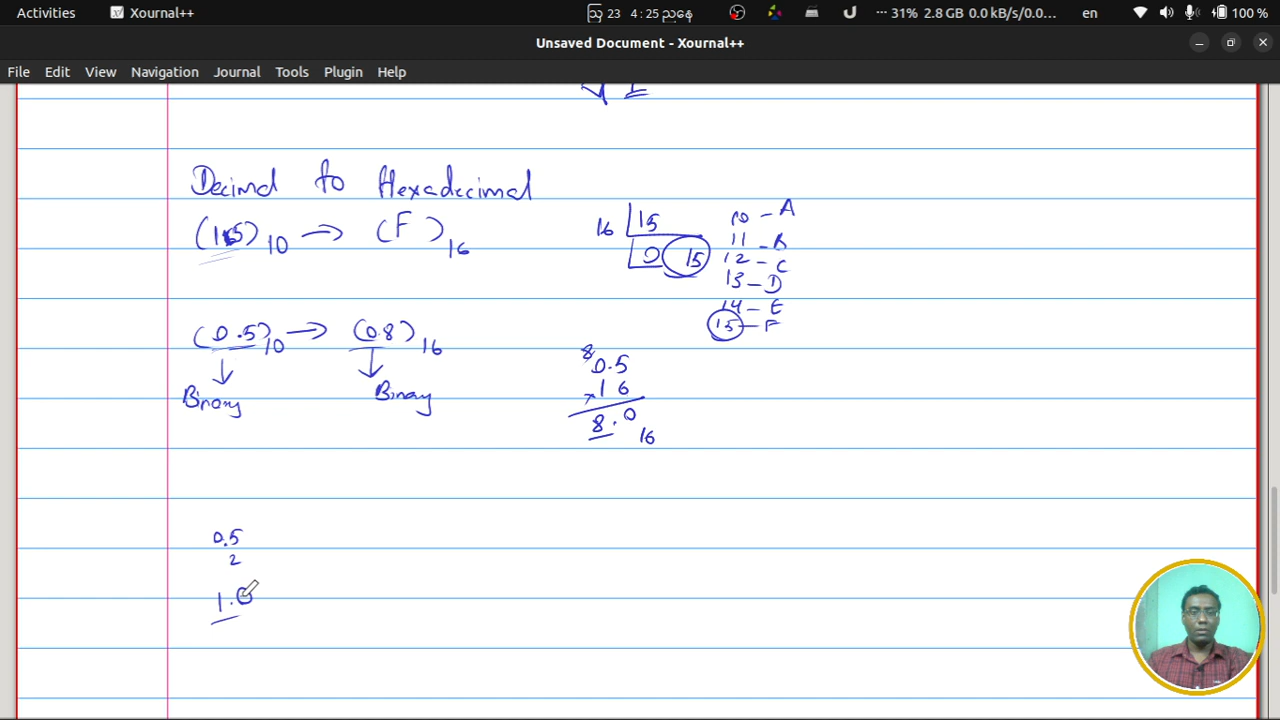 Activities Xournal++ ഗ്രി 23 4:25 ഉച്ച 31% 2.8 GB 0.0 kB/s/0.0... en 100 %
Unsaved Document - Xournal++
File Edit View Navigation Journal Tools Plugin Help
Decimal to Hexadecimal
(15)10 → (F)16
16 15
0 15
10 - A
11 - B
12 - C
13 - D
14 - E
15 - F
(0.5)10 → (0.8)16
Binary Binary
8
0.5
× 16
8.0
16
0.5
2
1.0